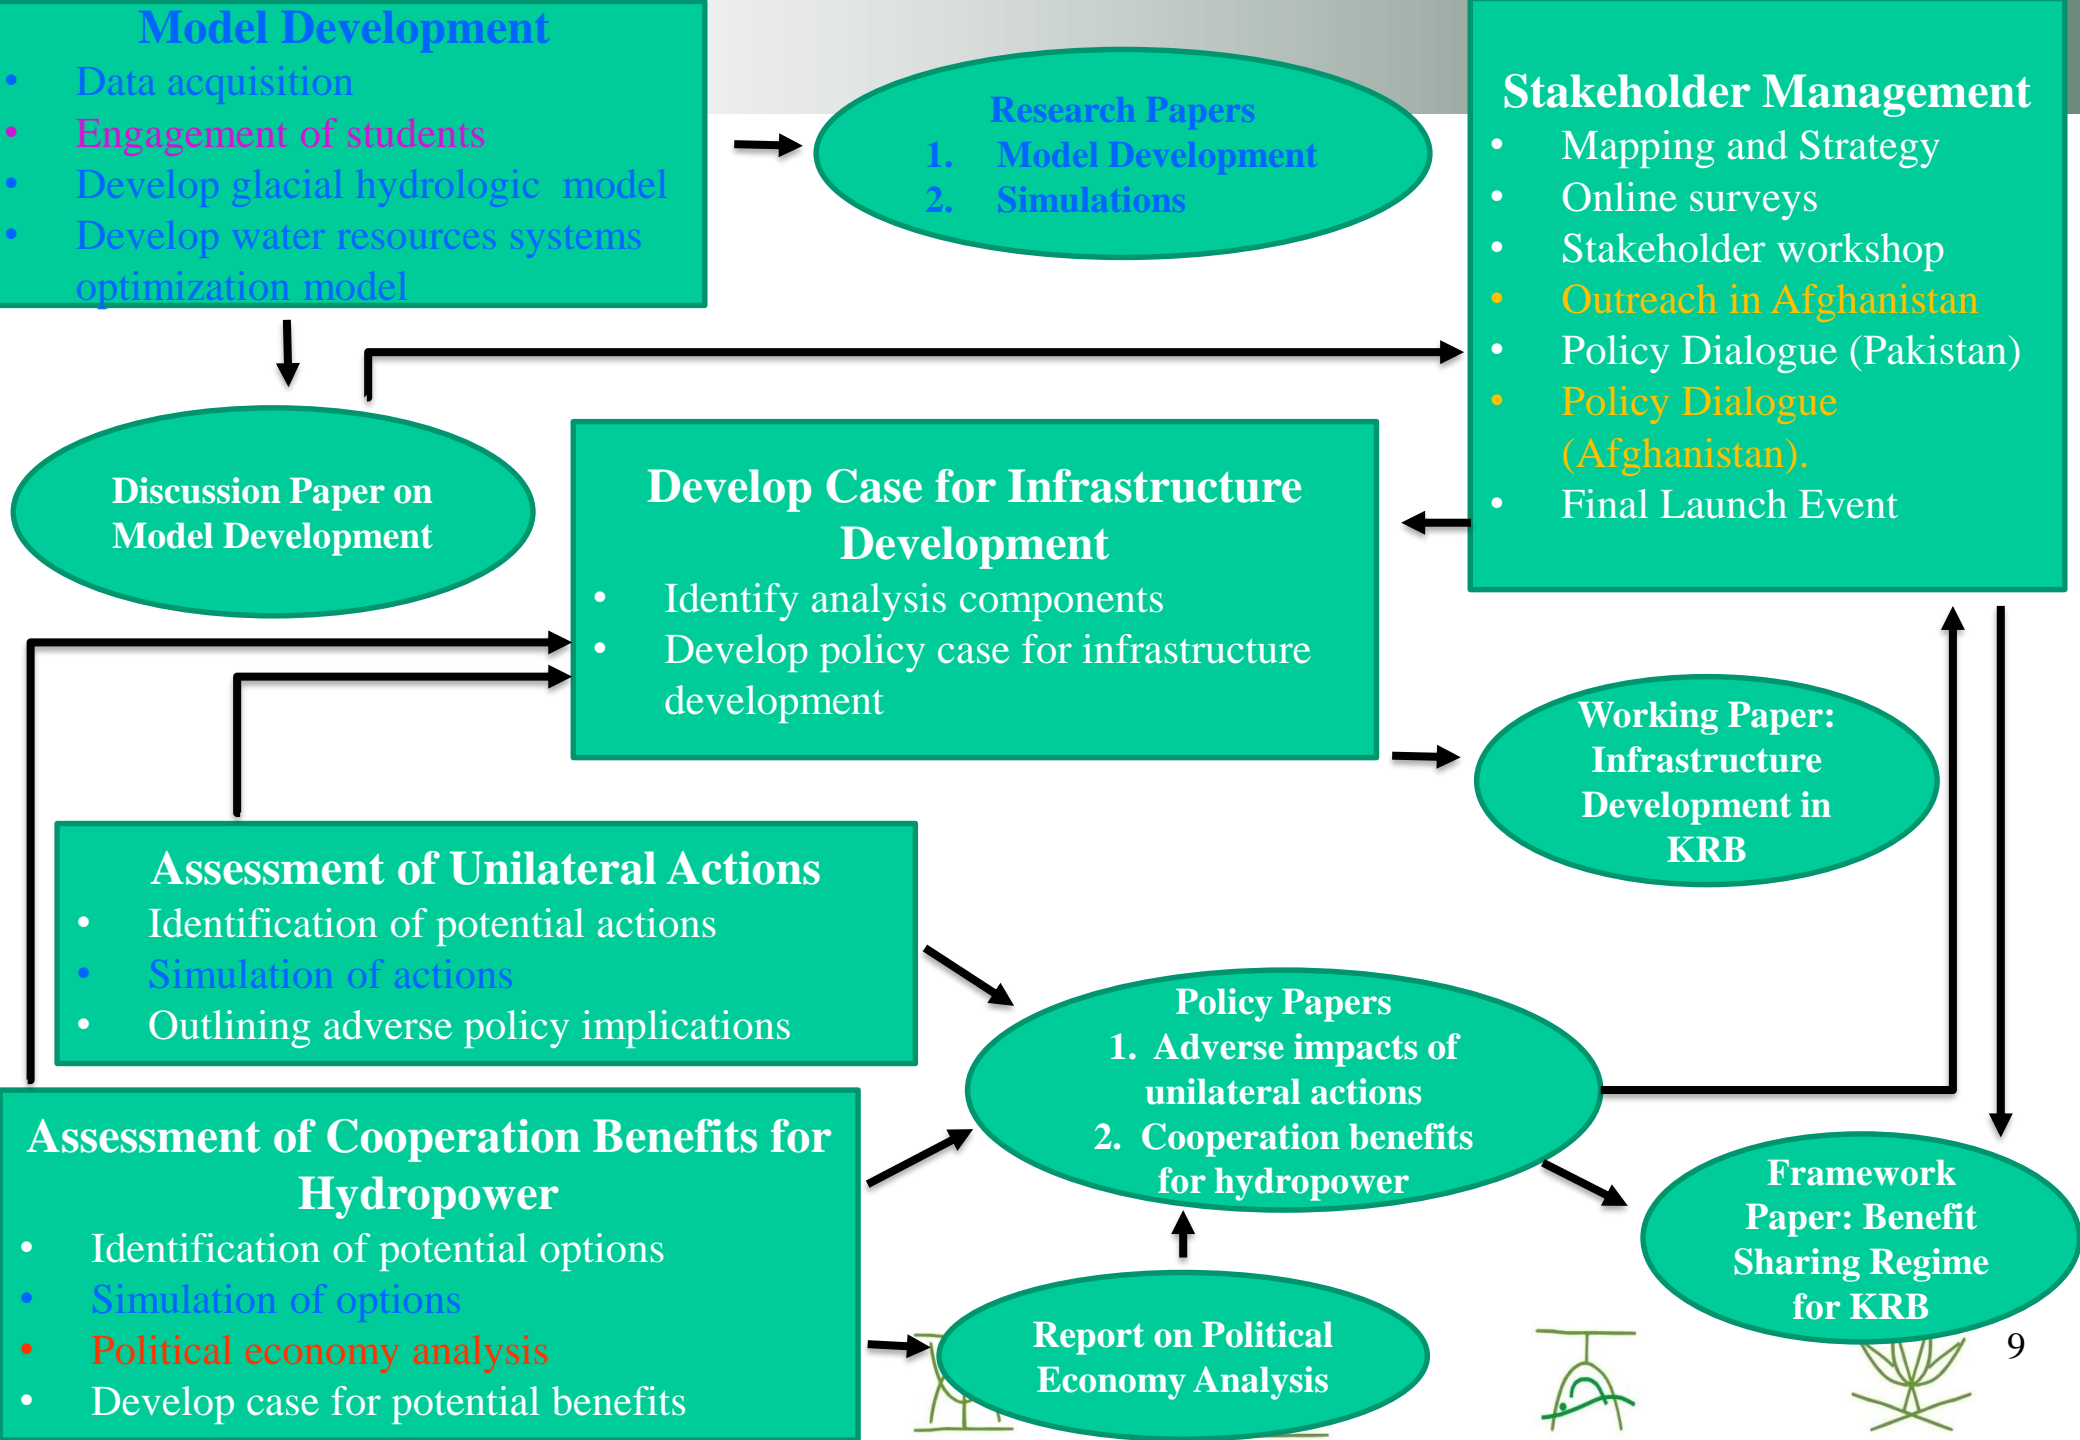 Model Development
• Data acquisition
• Engagement of students
• Develop glacial hydrologic model
• Develop water resources systems
optimization model
Research Papers
1. Model Development
2. Simulations
Stakeholder Management
• Mapping and Strategy
• Online surveys
• Stakeholder workshop
• Outreach in Afghanistan
• Policy Dialogue (Pakistan)
• Policy Dialogue
(Afghanistan).
• Final Launch Event
Discussion Paper on
Model Development
Develop Case for Infrastructure
Development
• Identify analysis components
• Develop policy case for infrastructure
development
Working Paper:
Infrastructure
Development in
KRB
Assessment of Unilateral Actions
• Identification of potential actions
• Simulation of actions
• Outlining adverse policy implications
Policy Papers
1. Adverse impacts of
unilateral actions
2. Cooperation benefits
for hydropower
Assessment of Cooperation Benefits for
Hydropower
• Identification of potential options
• Simulation of options
• Political economy analysis
• Develop case for potential benefits
Report on Political
Economy Analysis
Framework
Paper: Benefit
Sharing Regime
for KRB
9